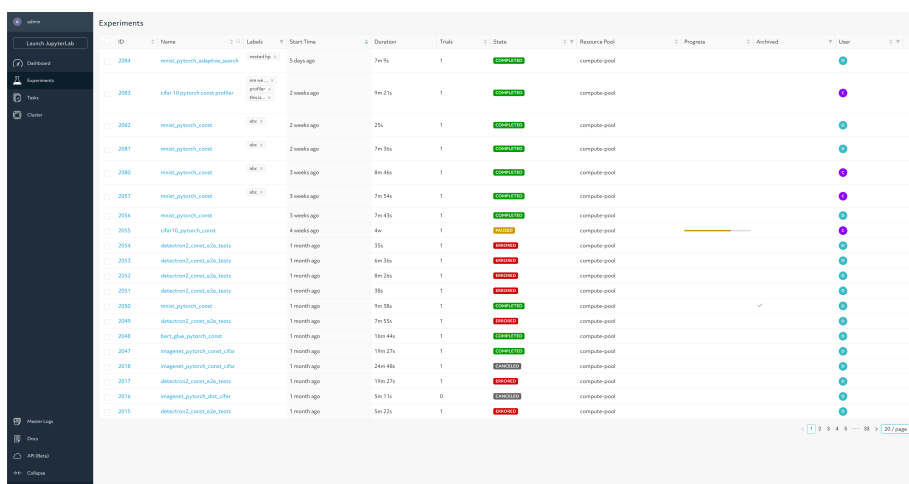 A admin
Experiments
Launch JupyterLab
Dashboard
Experiments
Tasks
Cluster
Master Logs
Docs
API (Beta)
Collapse
ID Name Labels Start Time Duration Trials State Resource Pool Progress Archived User
2084 mnist_pytorch_adaptive_search nested hp × 5 days ago 7m 9s 1 COMPLETED compute-pool D
are we ... ×
2083 cifar 10 pytorch const profiler profiler × 2 weeks ago 9m 21s 1 COMPLETED compute-pool C
this is... ×
2082 mnist_pytorch_const abc × 2 weeks ago 25s 1 COMPLETED compute-pool D
2081 mnist_pytorch_const abc × 2 weeks ago 7m 36s 1 COMPLETED compute-pool D
2080 mnist_pytorch_const abc × 3 weeks ago 8m 46s 1 COMPLETED compute-pool C
2057 mnist_pytorch_const abc × 3 weeks ago 7m 54s 1 COMPLETED compute-pool C
2056 mnist_pytorch_const 3 weeks ago 7m 43s 1 COMPLETED compute-pool D
2055 cifar10_pytorch_const 4 weeks ago 4w 1 PAUSED compute-pool C
2054 detectron2_const_e2e_tests 1 month ago 35s 1 ERRORED compute-pool D
2053 detectron2_const_e2e_tests 1 month ago 6m 36s 1 ERRORED compute-pool D
2052 detectron2_const_e2e_tests 1 month ago 8m 26s 1 ERRORED compute-pool D
2051 detectron2_const_e2e_tests 1 month ago 38s 1 ERRORED compute-pool D
2050 mnist_pytorch_const 1 month ago 9m 58s 1 COMPLETED compute-pool D
2049 detectron2_const_e2e_tests 1 month ago 7m 55s 1 ERRORED compute-pool D
2048 bert_glue_pytorch_const 1 month ago 16m 44s 1 COMPLETED compute-pool D
2047 imagenet_pytorch_const_cifar 1 month ago 19m 27s 1 COMPLETED compute-pool D
2018 imagenet_pytorch_const_cifar 1 month ago 24m 48s 1 CANCELED compute-pool D
2017 detectron2_const_e2e_tests 1 month ago 19m 27s 1 ERRORED compute-pool D
2016 imagenet_pytorch_dist_cifar 1 month ago 5m 11s 0 CANCELED compute-pool D
2015 detectron2_const_e2e_tests 1 month ago 5m 22s 1 ERRORED compute-pool D
< 1 2 3 4 5 ··· 33 > 20 / page